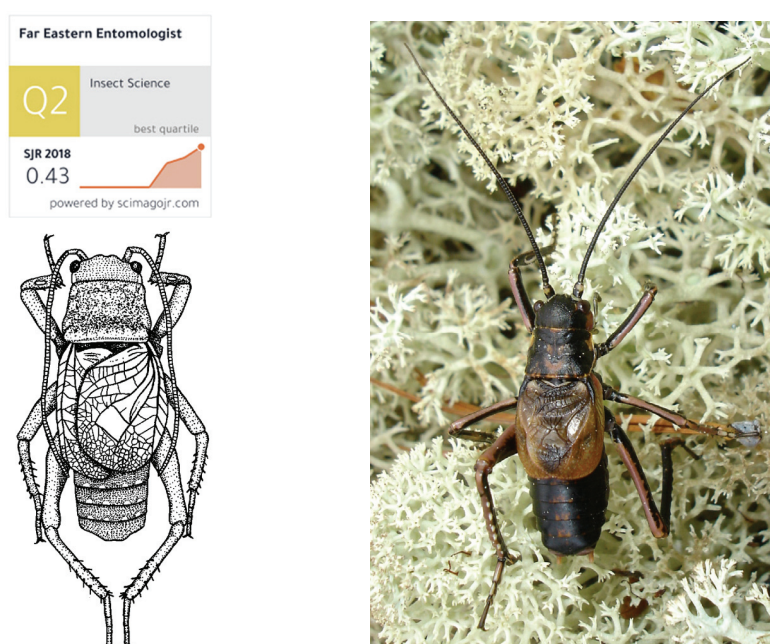 Far Eastern Entomologist
Q2
Insect Science
best quartile
SJR 2018
0.43
powered by scimagojr.com